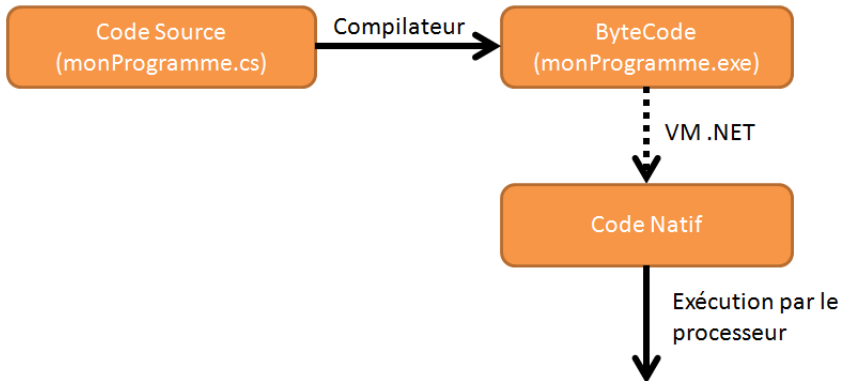 Code Source
(monProgramme.cs)
Compilateur
ByteCode
(monProgramme.exe)
VM .NET
Code Natif
Exécution par le
processeur